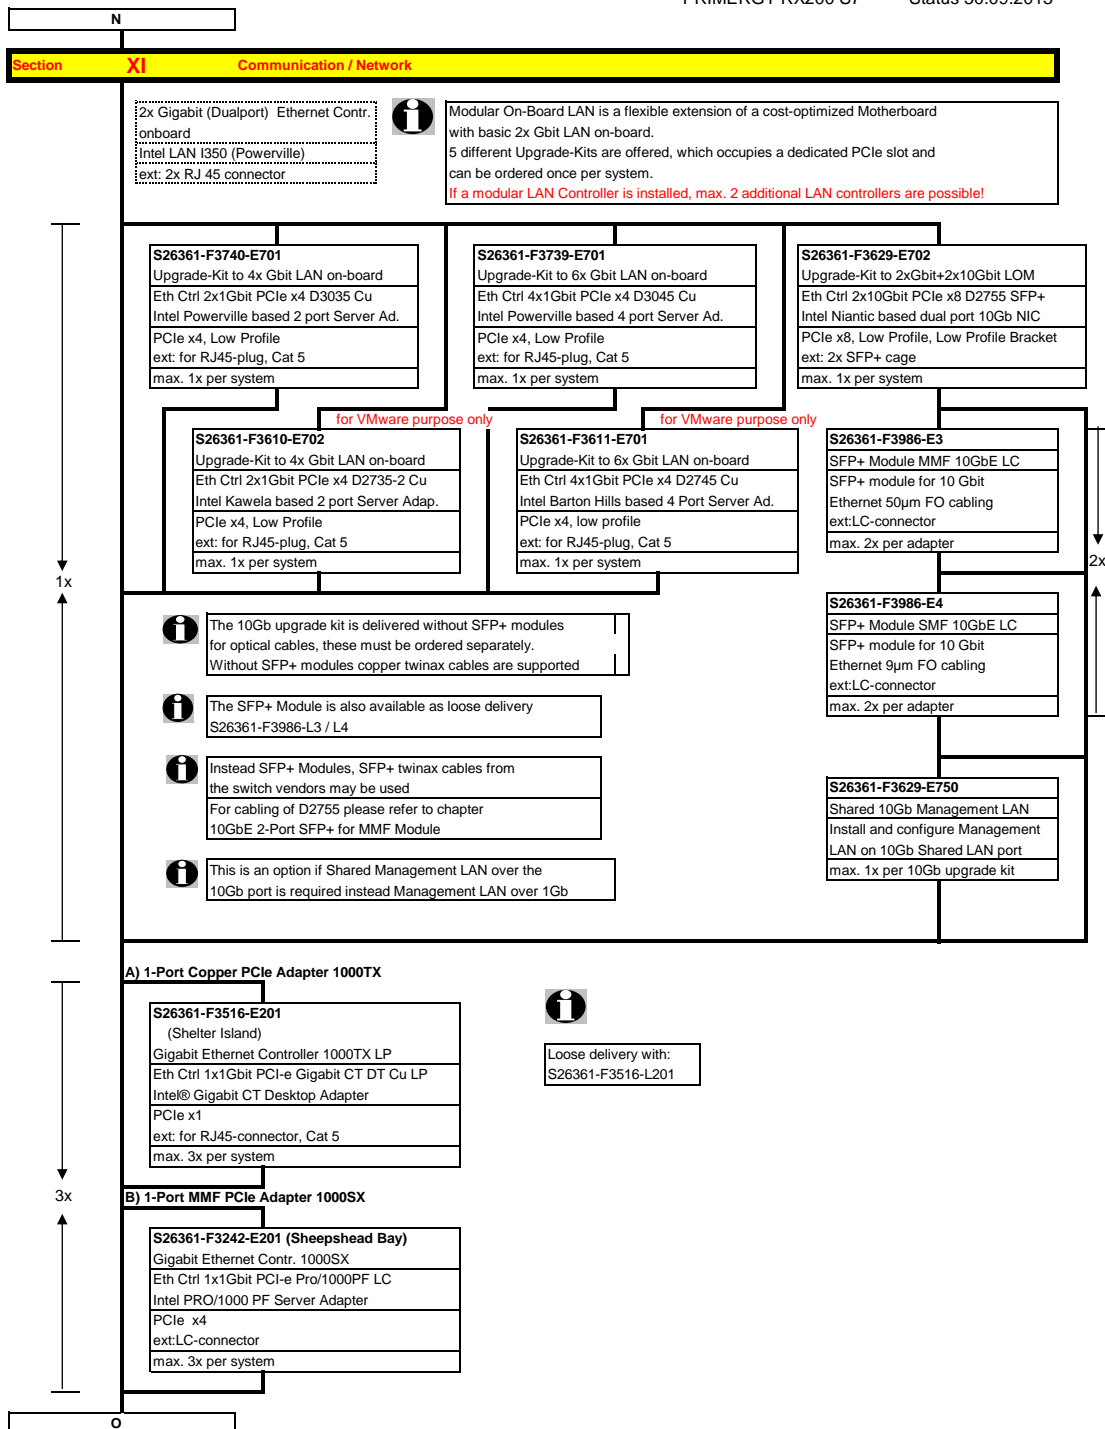 N
Section XI Communication / Network
2x Gigabit (Dualport) Ethernet Contr.
onboard
Intel LAN I350 (Powerville)
ext: 2x RJ 45 connector
Modular On-Board LAN is a flexible extension of a cost-optimized Motherboard
with basic 2x Gbit LAN on-board.
5 different Upgrade-Kits are offered, which occupies a dedicated PCIe slot and
can be ordered once per system.
If a modular LAN Controller is installed, max. 2 additional LAN controllers are possible!
S26361-F3740-E701
Upgrade-Kit to 4x Gbit LAN on-board
Eth Ctrl 2x1Gbit PCIe x4 D3035 Cu
Intel Powerville based 2 port Server Ad.
PCIe x4, Low Profile
ext: for RJ45-plug, Cat 5
max. 1x per system
S26361-F3739-E701
Upgrade-Kit to 6x Gbit LAN on-board
Eth Ctrl 4x1Gbit PCIe x4 D3045 Cu
Intel Powerville based 4 port Server Ad.
PCIe x4, Low Profile
ext: for RJ45-plug, Cat 5
max. 1x per system
S26361-F3629-E702
Upgrade-Kit to 2xGbit+2x10Gbit LOM
Eth Ctrl 2x10Gbit PCIe x8 D2755 SFP+
Intel Niantic based dual port 10Gb NIC
PCIe x8, Low Profile, Low Profile Bracket
ext: 2x SFP+ cage
max. 1x per system
for VMware purpose only
for VMware purpose only
S26361-F3610-E702
Upgrade-Kit to 4x Gbit LAN on-board
Eth Ctrl 2x1Gbit PCIe x4 D2735-2 Cu
Intel Kawela based 2 port Server Adap.
PCIe x4, Low Profile
ext: for RJ45-plug, Cat 5
max. 1x per system
S26361-F3611-E701
Upgrade-Kit to 6x Gbit LAN on-board
Eth Ctrl 4x1Gbit PCIe x4 D2745 Cu
Intel Barton Hills based 4 Port Server Ad.
PCIe x4, low profile
ext: for RJ45-plug, Cat 5
max. 1x per system
S26361-F3986-E3
SFP+ Module MMF 10GbE LC
SFP+ module for 10 Gbit
Ethernet 50µm FO cabling
ext:LC-connector
max. 2x per adapter
2x
1x
S26361-F3986-E4
SFP+ Module SMF 10GbE LC
SFP+ module for 10 Gbit
Ethernet 9µm FO cabling
ext:LC-connector
max. 2x per adapter
The 10Gb upgrade kit is delivered without SFP+ modules
for optical cables, these must be ordered separately.
Without SFP+ modules copper twinax cables are supported
The SFP+ Module is also available as loose delivery
S26361-F3986-L3 / L4
Instead SFP+ Modules, SFP+ twinax cables from
the switch vendors may be used
For cabling of D2755 please refer to chapter
10GbE 2-Port SFP+ for MMF Module
S26361-F3629-E750
Shared 10Gb Management LAN
Install and configure Management
LAN on 10Gb Shared LAN port
max. 1x per 10Gb upgrade kit
This is an option if Shared Management LAN over the
10Gb port is required instead Management LAN over 1Gb
A) 1-Port Copper PCIe Adapter 1000TX
S26361-F3516-E201
(Shelter Island)
Gigabit Ethernet Controller 1000TX LP
Eth Ctrl 1x1Gbit PCI-e Gigabit CT DT Cu LP
Intel® Gigabit CT Desktop Adapter
PCIe x1
ext: for RJ45-connector, Cat 5
max. 3x per system
Loose delivery with:
S26361-F3516-L201
3x
B) 1-Port MMF PCIe Adapter 1000SX
S26361-F3242-E201 (Sheepshead Bay)
Gigabit Ethernet Contr. 1000SX
Eth Ctrl 1x1Gbit PCI-e Pro/1000PF LC
Intel PRO/1000 PF Server Adapter
PCIe x4
ext:LC-connector
max. 3x per system
O